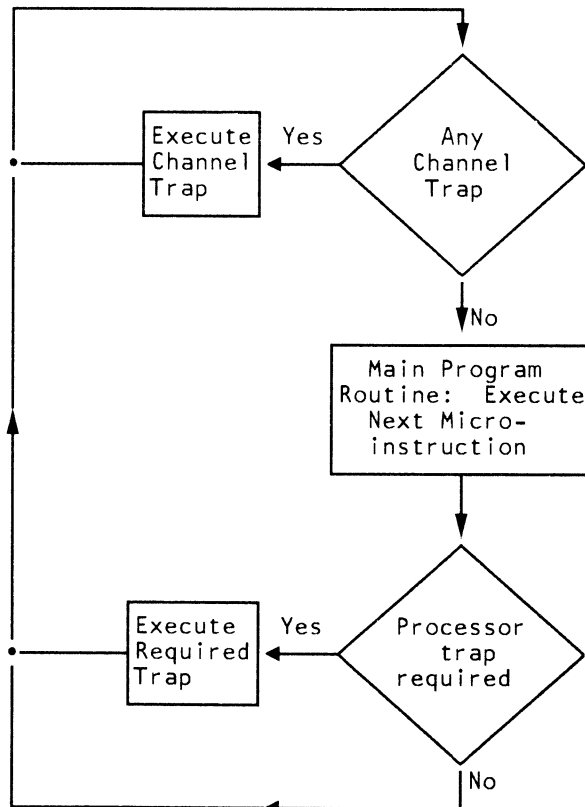 Any
Channel
Trap
Yes
Execute
Channel
Trap
No
Main Program
Routine: Execute
Next Micro-
instruction
Processor
trap
required
Yes
Execute
Required
Trap
No